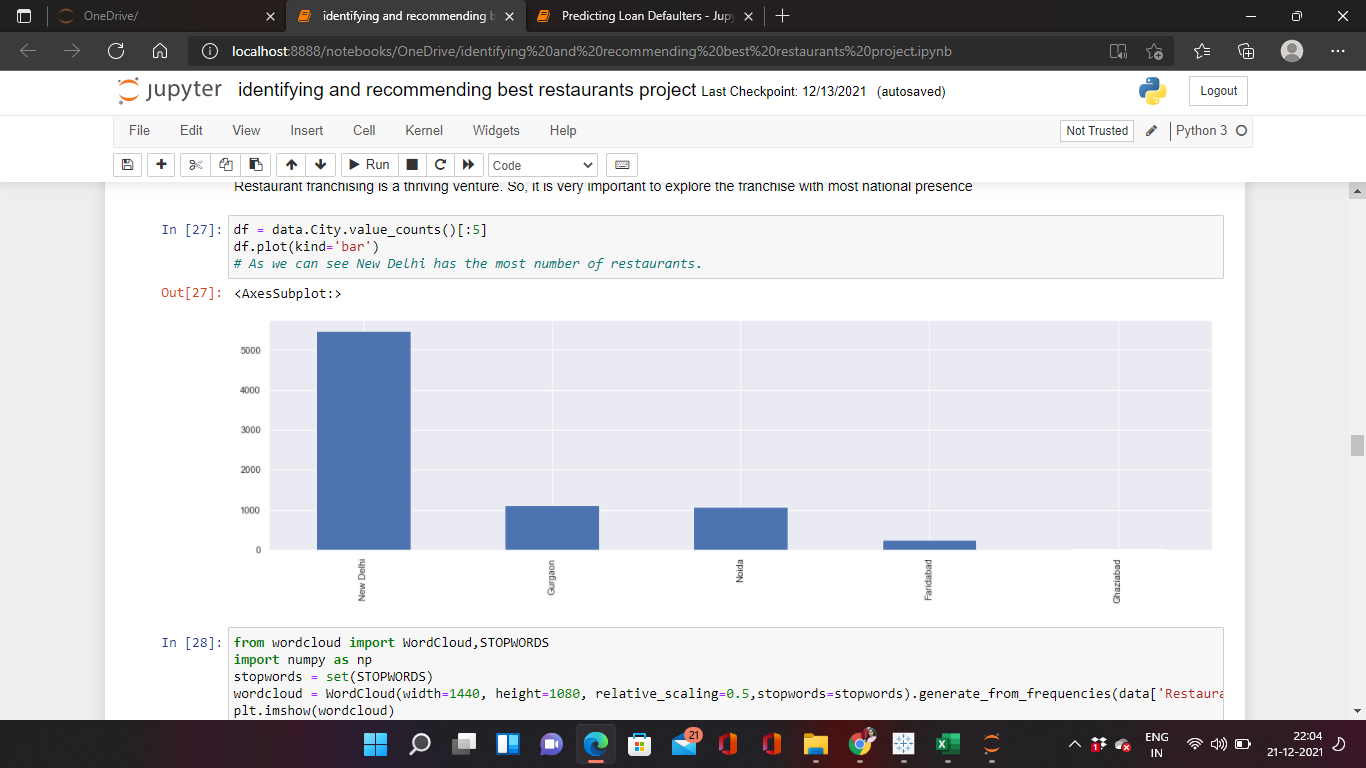 OneDrive/
identifying and recommending b
Predicting Loan Defaulters - Jup
localhost:8888/notebooks/OneDrive/identifying%20and%20recommending%20best%20restaurants%20project.ipynb
jupyter identifying and recommending best restaurants project Last Checkpoint: 12/13/2021 (autosaved)
Logout
File Edit View Insert Cell Kernel Widgets Help
Not Trusted
Python 3
Run
Code
Restaurant franchising is a thriving venture. So, it is very important to explore the franchise with most national presence
In [27]: df = data.City.value_counts()[:5]
df.plot(kind='bar')
# As we can see New Delhi has the most number of restaurants.
Out[27]: <AxesSubplot:>
5000
4000
3000
2000
1000
0
New Delhi
Gurgaon
Noida
Faridabad
Ghaziabad
In [28]: from wordcloud import WordCloud,STOPWORDS
import numpy as np
stopwords = set(STOPWORDS)
wordcloud = WordCloud(width=1440, height=1080, relative_scaling=0.5,stopwords=stopwords).generate_from_frequencies(data['Restaura
plt.imshow(wordcloud)
21
1
ENG
IN
22:04
21-12-2021